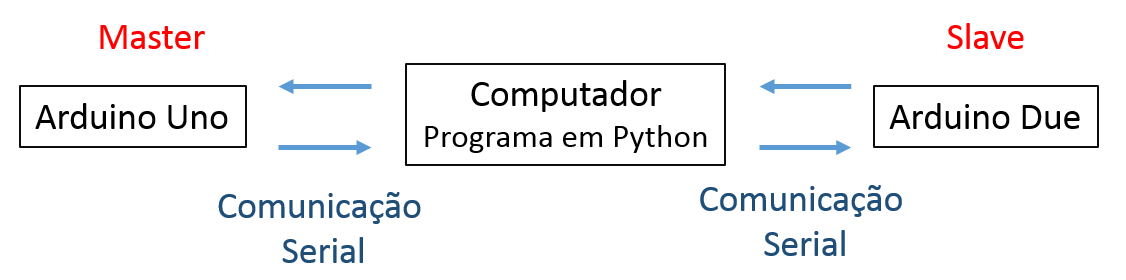 Master
Slave
Arduino Uno
Computador
Programa em Python
Arduino Due
Comunicação
Serial
Comunicação
Serial